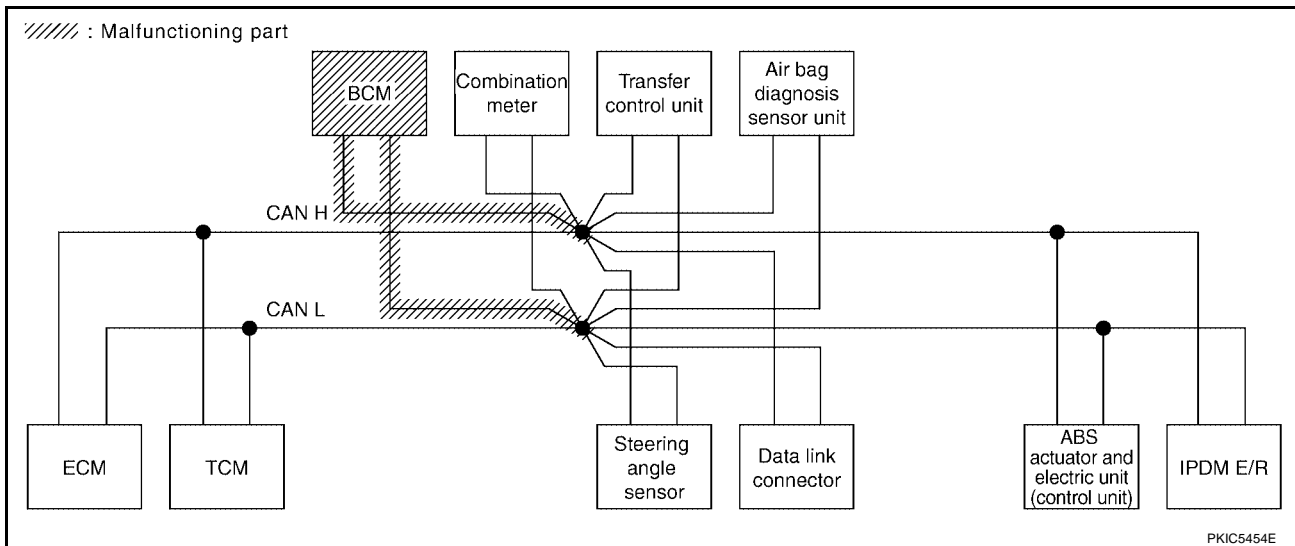 : Malfunctioning part
BCM
Combination
meter
Transfer
control unit
Air bag
diagnosis
sensor unit
CAN H
CAN L
ECM
TCM
Steering
angle
sensor
Data link
connector
ABS
actuator and
electric unit
(control unit)
IPDM E/R
PKIC5454E